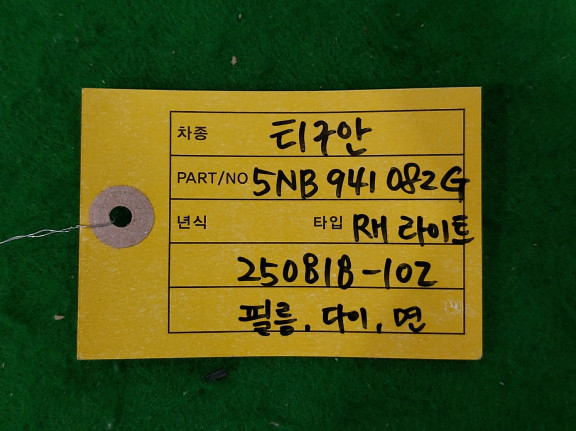 차종 티구안
PART/NO 5NB 941 082G
년식 타입 RH 라이트
250818-102
필름, 다이, 면